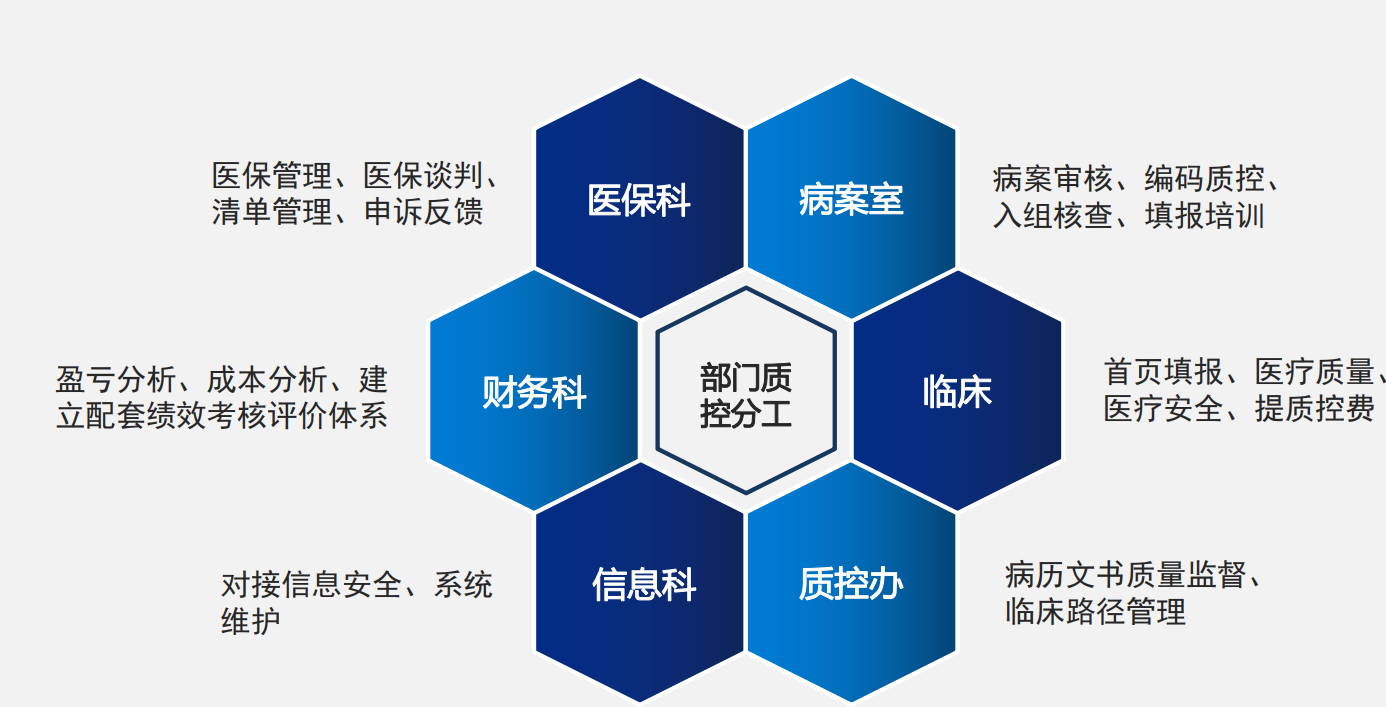 医保管理、医保谈判、
清单管理、申诉反馈
医保科
病案室
病案审核、编码质控、
入组核查、填报培训
盈亏分析、成本分析、建
立配套绩效考核评价体系
财务科
部门质
控分工
临床
首页填报、医疗质量、
医疗安全、提质控费
对接信息安全、系统
维护
信息科
质控办
病历文书质量监督、
临床路径管理